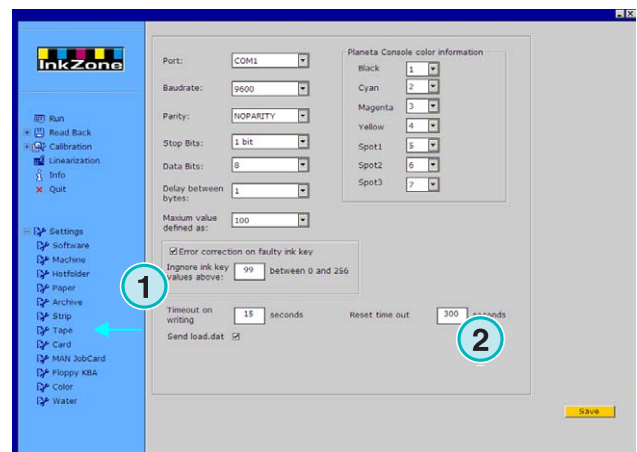 InkZone
Run
Read Back
Calibration
Linearization
Info
Quit
Settings
Software
Machine
Hotfolder
Paper
Archive
Strip
Tape
Card
MAN JobCard
Floppy KBA
Color
Water
1
Port: COM1
Baudrate: 9600
Parity: NOPARITY
Stop Bits: 1 bit
Data Bits: 8
Delay between bytes: 1
Maxium value defined as: 100
Planeta Console color information
Black 1
Cyan 2
Magenta 3
Yellow 4
Spot1 5
Spot2 6
Spot3 7
Error correction on faulty ink key
Ingnore ink key values above: 99 between 0 and 256
Timeout on writing 15 seconds
Reset time out 300 seconds
2
Send load.dat
Save